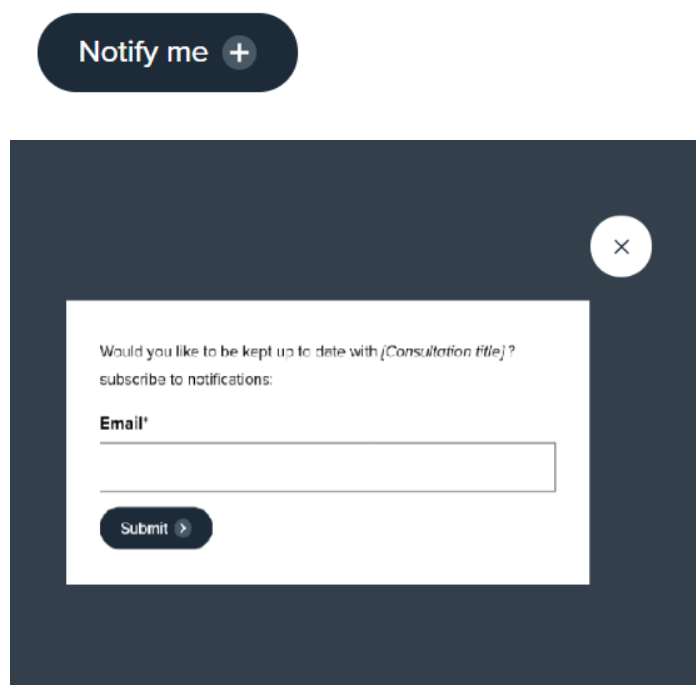 Notify me
Would you like to be kept up to date with [Consultation title] ?
subscribe to notifications:
Email*
Submit